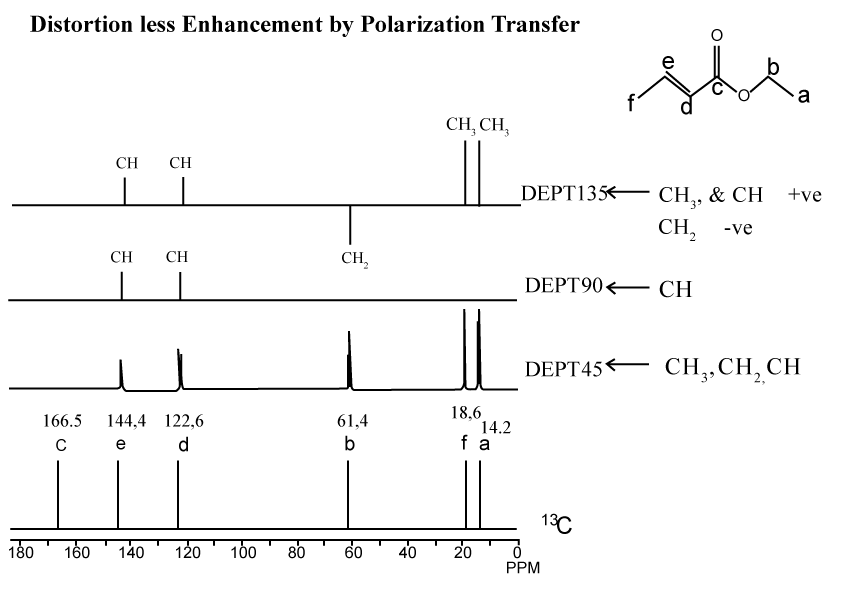 Distortion less Enhancement by Polarization Transfer
O
e
b
c
O
a
f
d
CH₃ CH₃
CH CH
DEPT135 CH₃, & CH +ve
CH₂ -ve
CH CH CH₂
DEPT90 CH
DEPT45 CH₃,CH₂,CH
166.5 144,4 122,6 61,4 18,6 14.2
c e d b f a
¹³C
180 160 140 120 100 80 60 40 20 0
PPM